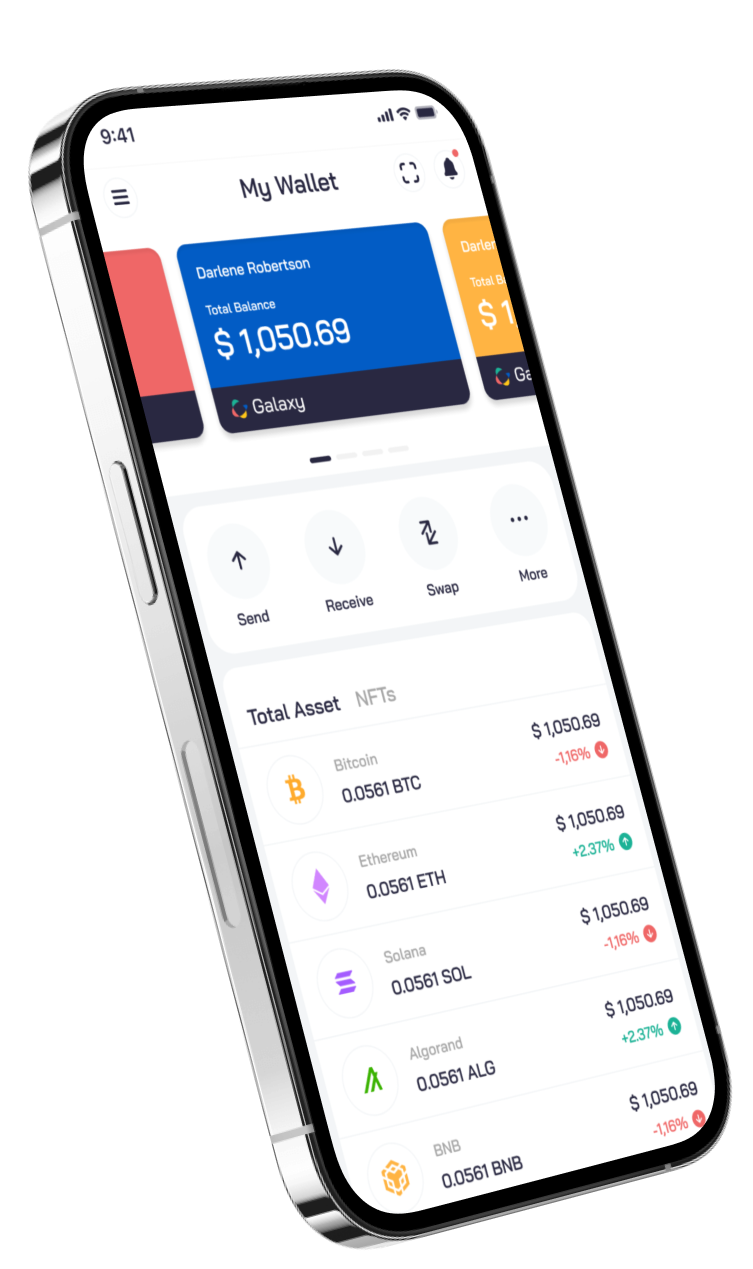 9:41
My Wallet
Darlene Robertson
Total Balance
$ 1,050.69
Galaxy
Darler
Total B
$ 1
Ga
Send
Receive
Swap
More
Total Asset
NFTs
Bitcoin
0.0561 BTC
$ 1,050.69
-1,16%
Ethereum
0.0561 ETH
$ 1,050.69
+2.37%
Solana
0.0561 SOL
$ 1,050.69
-1,16%
Algorand
0.0561 ALG
$ 1,050.69
+2.37%
BNB
0.0561 BNB
$ 1,050.69
-1,16%